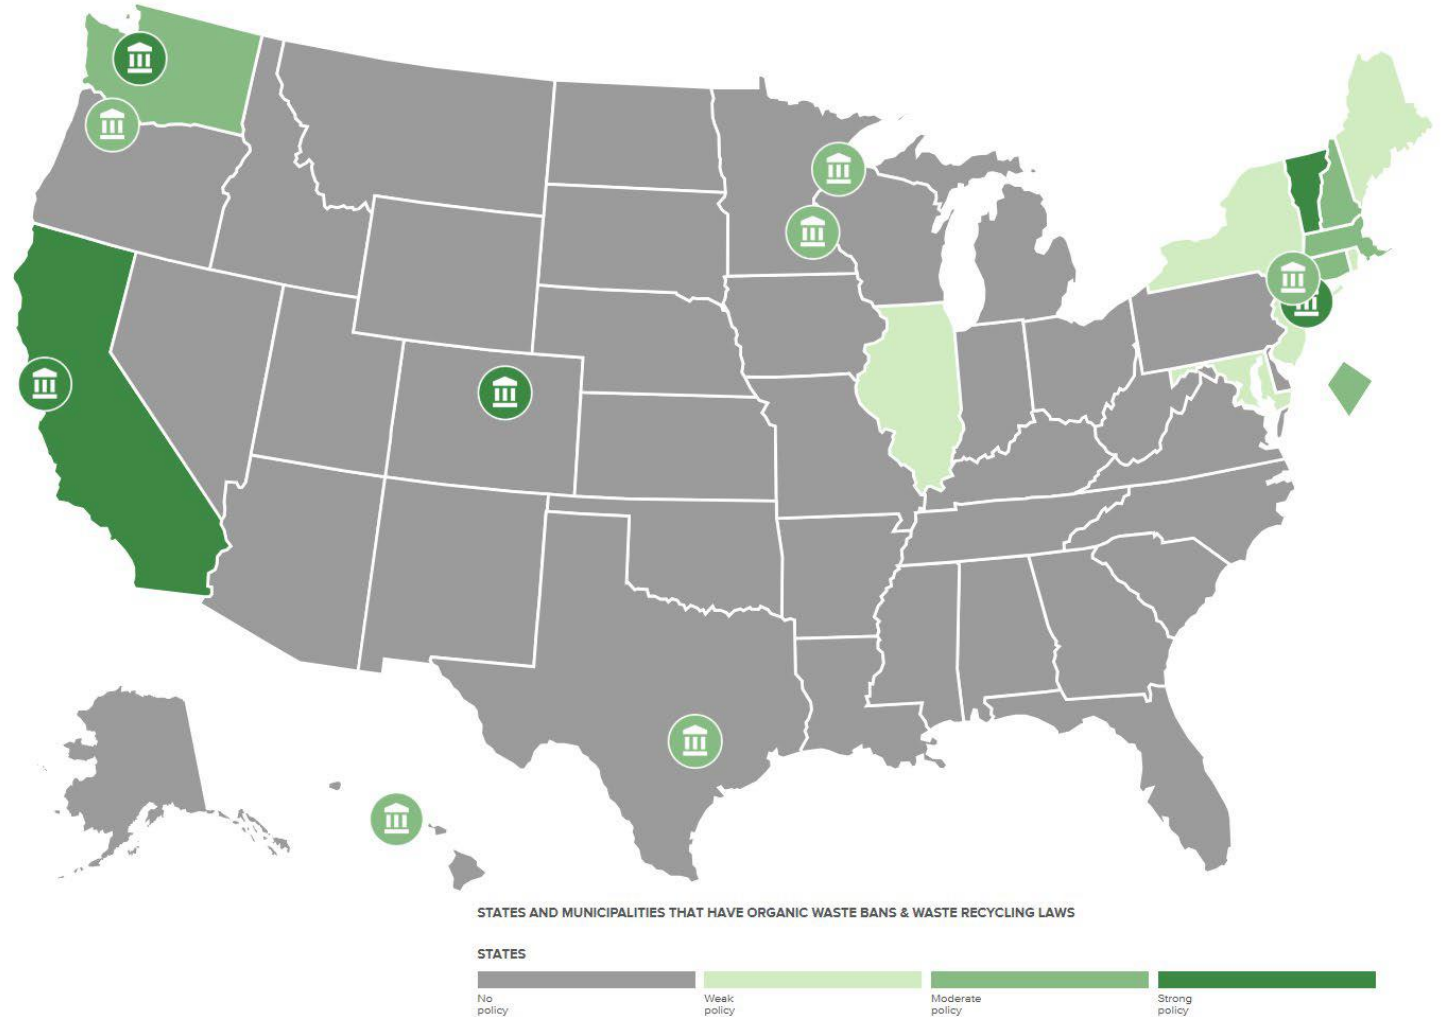 STATES AND MUNICIPALITIES THAT HAVE ORGANIC WASTE BANS & WASTE RECYCLING LAWS
STATES
No
policy
Weak
policy
Moderate
policy
Strong
policy